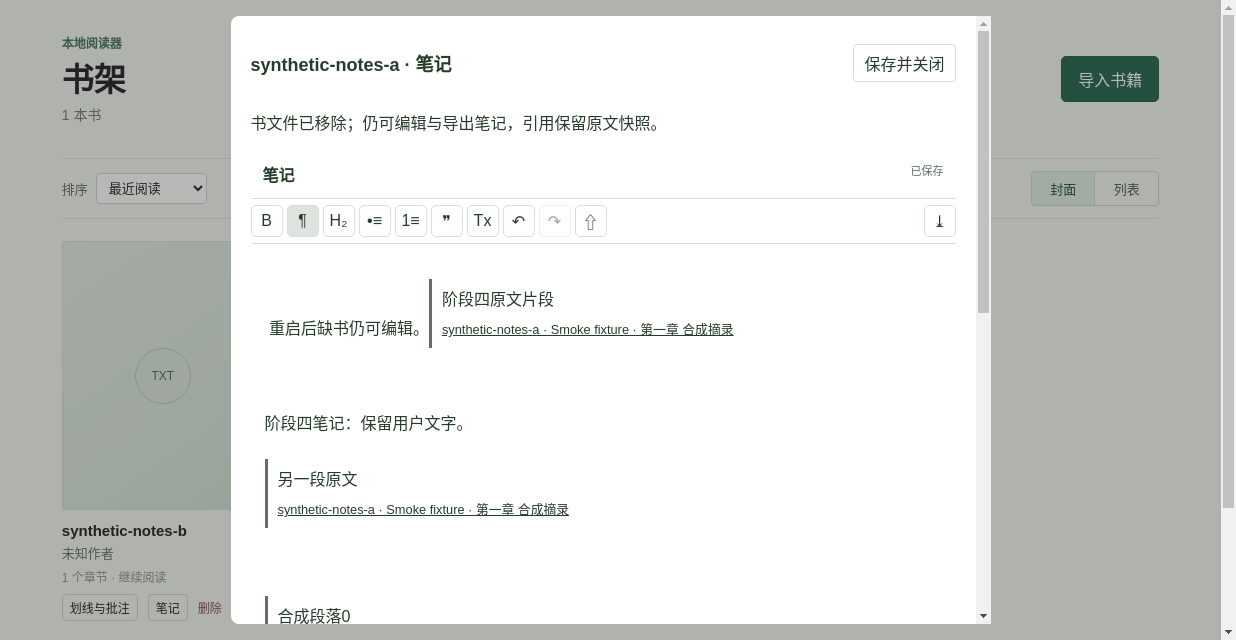 本地阅读器
书架
1 本书
导入书籍
排序 最近阅读
封面 列表
TXT
synthetic-notes-b
未知作者
1 个章节 · 继续阅读
划线与批注 笔记 删除
synthetic-notes-a · 笔记
保存并关闭
书文件已移除；仍可编辑与导出笔记，引用保留原文快照。
笔记
已保存
B ¶ H₂ •≡ 1≡ ❞ Tx ↶ ↷ ⇧ ⤓
阶段四原文片段
重启后缺书仍可编辑。
synthetic-notes-a · Smoke fixture · 第一章 合成摘录
阶段四笔记：保留用户文字。
另一段原文
synthetic-notes-a · Smoke fixture · 第一章 合成摘录
合成段落0